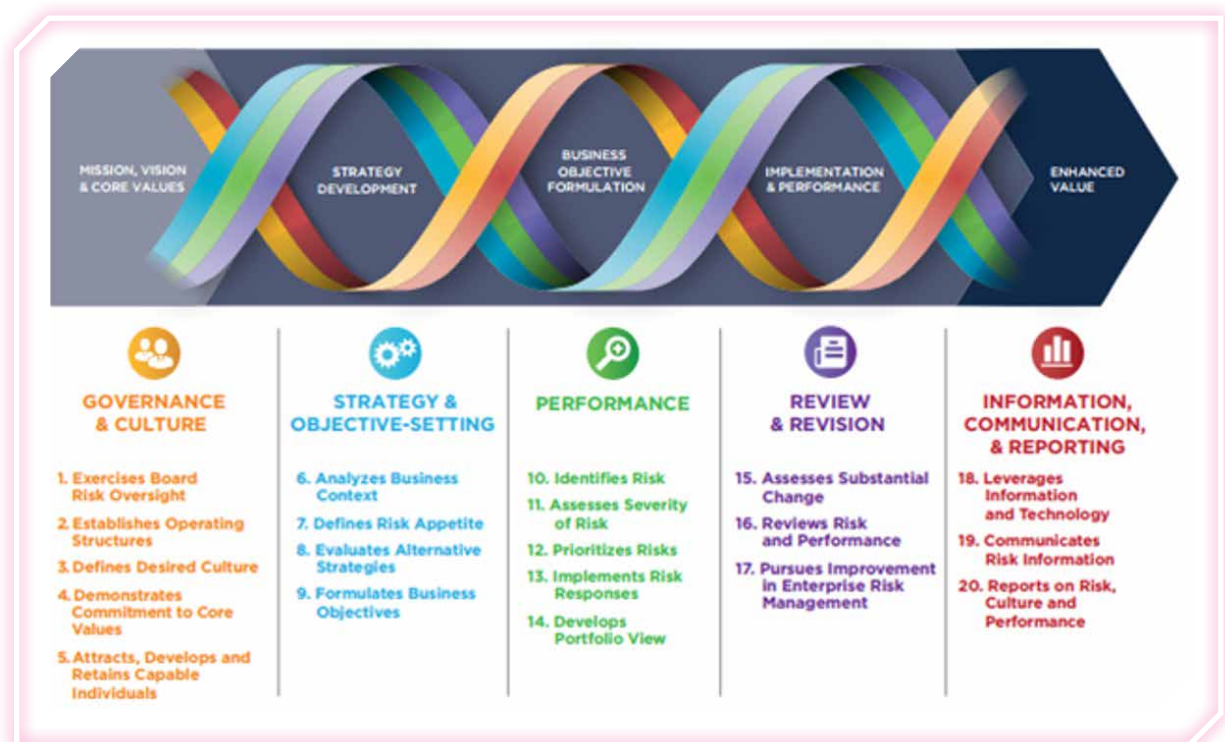 MISSION, VISION
& CORE VALUES
STRATEGY
DEVELOPMENT
BUSINESS
OBJECTIVE
FORMULATION
IMPLEMENTATION
& PERFORMANCE
ENHANCED
VALUE
GOVERNANCE
& CULTURE
1. Exercises Board
Risk Oversight
2. Establishes Operating
Structures
3. Defines Desired Culture
4. Demonstrates
Commitment to Core
Values
5. Attracts, Develops and
Retains Capable
Individuals
STRATEGY &
OBJECTIVE-SETTING
6. Analyzes Business
Context
7. Defines Risk Appetite
8. Evaluates Alternative
Strategies
9. Formulates Business
Objectives
PERFORMANCE
10. Identifies Risk
11. Assesses Severity
of Risk
12. Prioritizes Risks
13. Implements Risk
Responses
14. Develops
Portfolio View
REVIEW
& REVISION
15. Assesses Substantial
Change
16. Reviews Risk
and Performance
17. Pursues Improvement
in Enterprise Risk
Management
INFORMATION,
COMMUNICATION,
& REPORTING
18. Leverages
Information
and Technology
19. Communicates
Risk Information
20. Reports on Risk,
Culture and
Performance